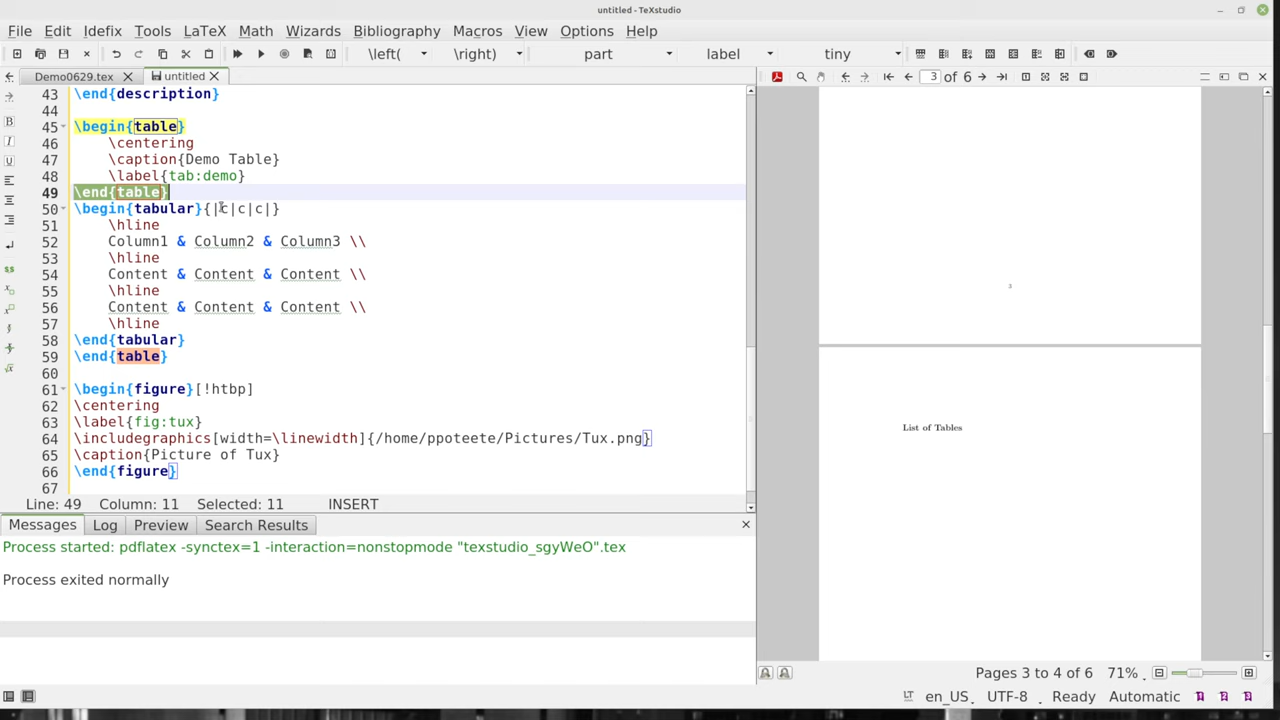 untitled - TeXstudio
File Edit Idefix Tools LaTeX Math Wizards Bibliography Macros View Options Help
\left( \right) part label tiny
Demo0629.tex untitled
3 of 6
43 \end{description}
44
45 \begin{table}
46 \centering
47 \caption{Demo Table}
48 \label{tab:demo}
49 \end{table}
50 \begin{tabular}{|c|c|c|}
51 \hline
52 Column1 & Column2 & Column3 \\
53 \hline
54 Content & Content & Content \\
55 \hline
56 Content & Content & Content \\
57 \hline
58 \end{tabular}
59 \end{table}
60
61 \begin{figure}[!htbp]
62 \centering
63 \label{fig:tux}
64 \includegraphics[width=\linewidth]{/home/ppoteete/Pictures/Tux.png}
65 \caption{Picture of Tux}
66 \end{figure}
67
Line: 49 Column: 11 Selected: 11 INSERT
Messages Log Preview Search Results
Process started: pdflatex -synctex=1 -interaction=nonstopmode "texstudio_sgyWeO".tex
Process exited normally
3
List of Tables
Pages 3 to 4 of 6 71%
en_US UTF-8 Ready Automatic